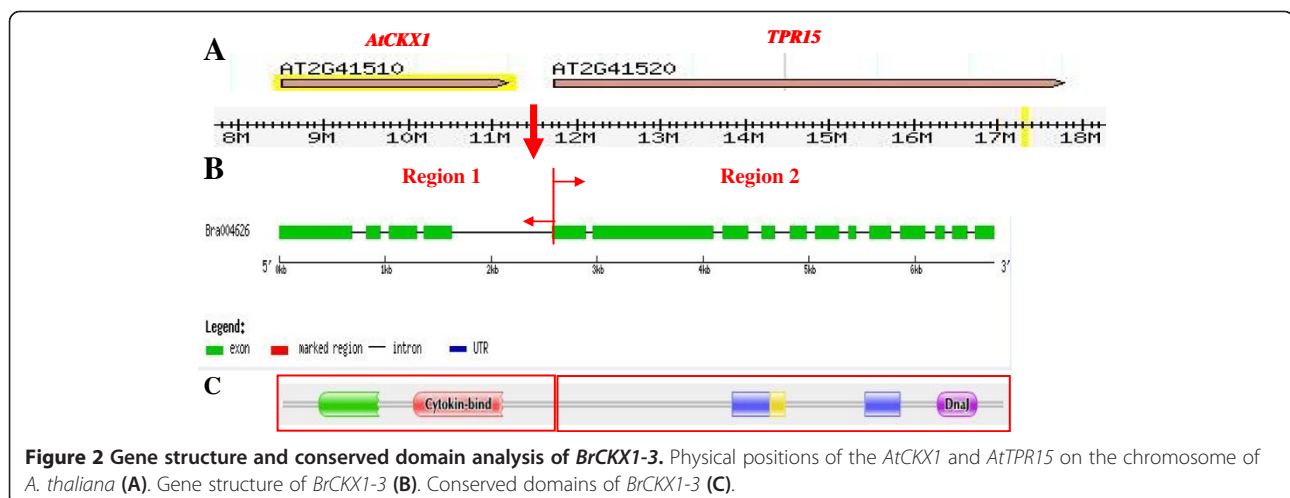 A
AtCKX1
TPR15
AT2G41510
AT2G41520
8M 9M 10M 11M 12M 13M 14M 15M 16M 17M 18M
B
Region 1
Region 2
Bra004626
5′ 0kb 1kb 2kb 3kb 4kb 5kb 6kb 3′
Legend:
exon marked region intron UTR
C
Cytokin-bind
DnaJ
Figure 2 Gene structure and conserved domain analysis of BrCKX1-3. Physical positions of the AtCKX1 and AtTPR15 on the chromosome of
A. thaliana (A). Gene structure of BrCKX1-3 (B). Conserved domains of BrCKX1-3 (C).